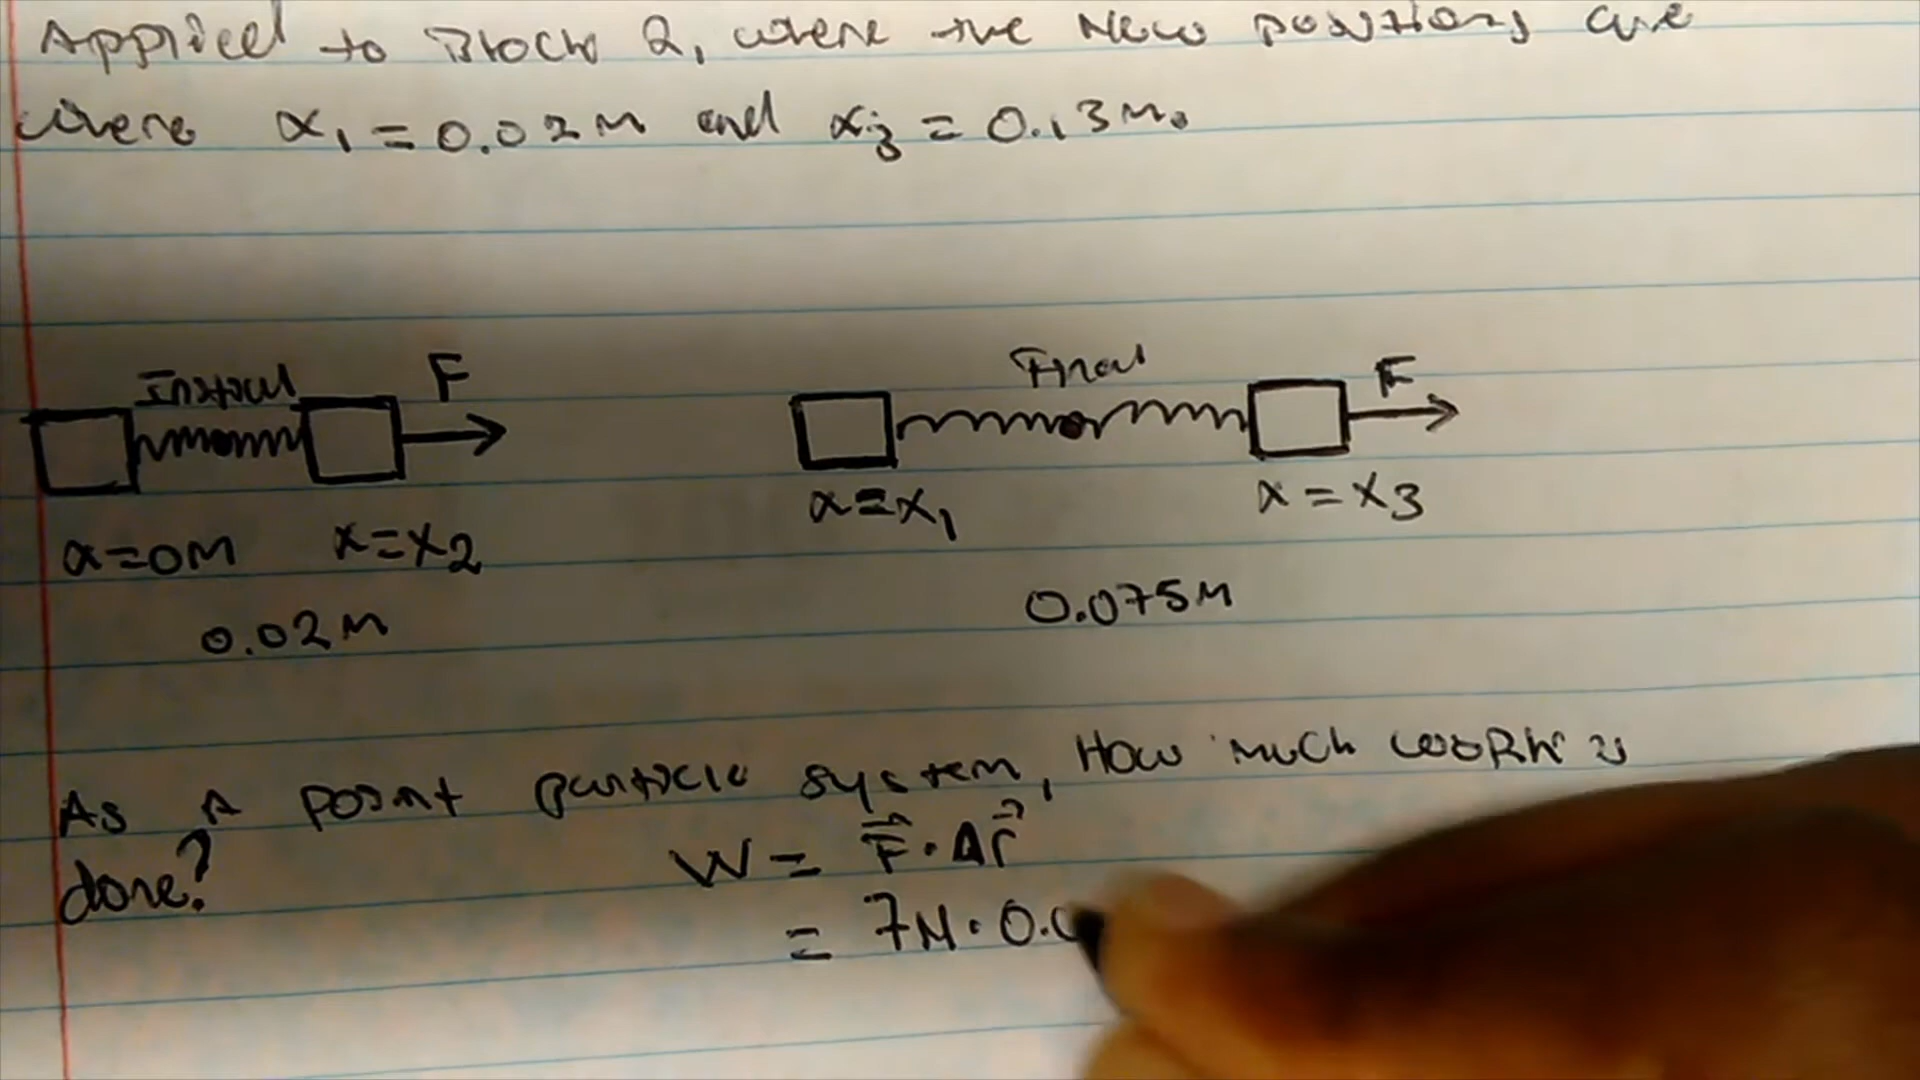 Applied to Block 2, where the New positions are
where x₁ = 0.02 m and x₃ = 0.13 m.
Initial F Final F
x=0M x=x₂ x=x₁ x=x₃
0.02M 0.075M
As A point particle system, How much work is
done? W = F⃗ · Δr⃗
= 7N · 0.0